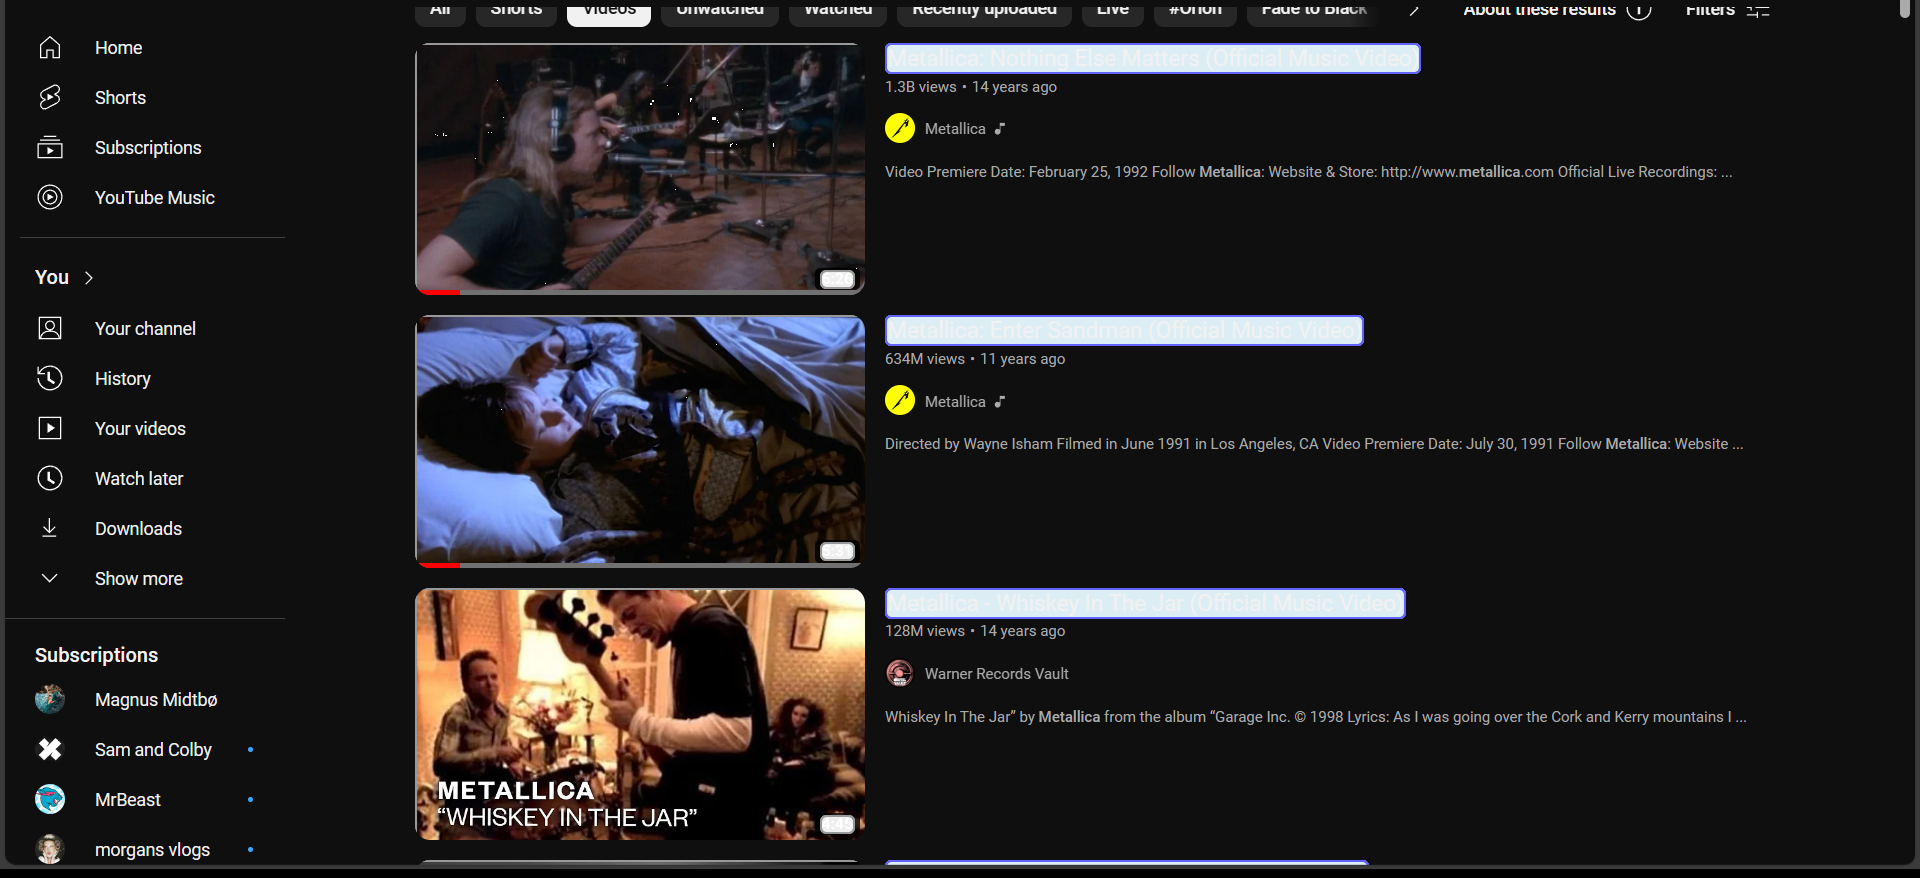 All
Shorts
Videos
Unwatched
Watched
Recently uploaded
Live
#Orion
Fade to Black
About these results
Filters
Home
Shorts
Subscriptions
YouTube Music
You
Your channel
History
Your videos
Watch later
Downloads
Show more
Subscriptions
Magnus Midtbø
Sam and Colby
MrBeast
morgans vlogs
Metallica: Nothing Else Matters (Official Music Video)
1.3B views • 14 years ago
Metallica
Video Premiere Date: February 25, 1992 Follow Metallica: Website & Store: http://www.metallica.com Official Live Recordings: ...
Metallica: Enter Sandman (Official Music Video)
634M views • 11 years ago
Metallica
Directed by Wayne Isham Filmed in June 1991 in Los Angeles, CA Video Premiere Date: July 30, 1991 Follow Metallica: Website ...
METALLICA
“WHISKEY IN THE JAR”
Metallica - Whiskey In The Jar (Official Music Video)
128M views • 14 years ago
Warner Records Vault
Whiskey In The Jar” by Metallica from the album “Garage Inc. © 1998 Lyrics: As I was going over the Cork and Kerry mountains I ...